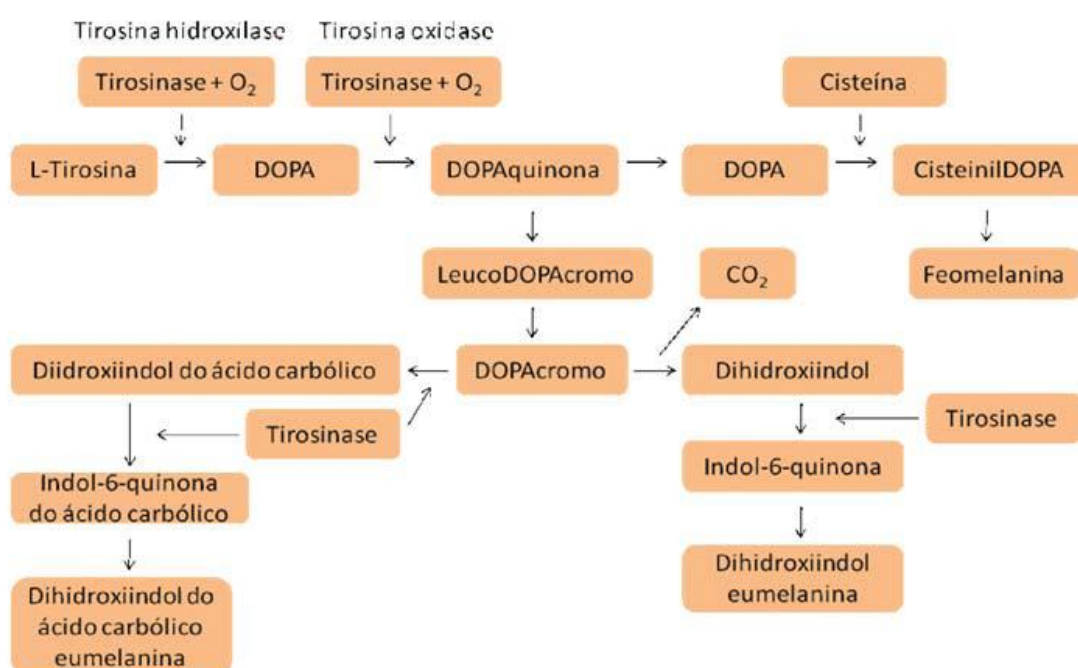 Tirosina hidroxilase
Tirosina oxidase
Tirosinase + O₂
Tirosinase + O₂
Cisteína
L-Tirosina
DOPA
DOPAquinona
DOPA
CisteinilDOPA
LeucoDOPAcromo
CO₂
Feomelanina
Diidroxiindol do ácido carbólico
DOPAcromo
Dihidroxiindol
Tirosinase
Tirosinase
Indol-6-quinona
do ácido carbólico
Indol-6-quinona
Dihidroxiindol do
ácido carbólico
eumelanina
Dihidroxiindol
eumelanina